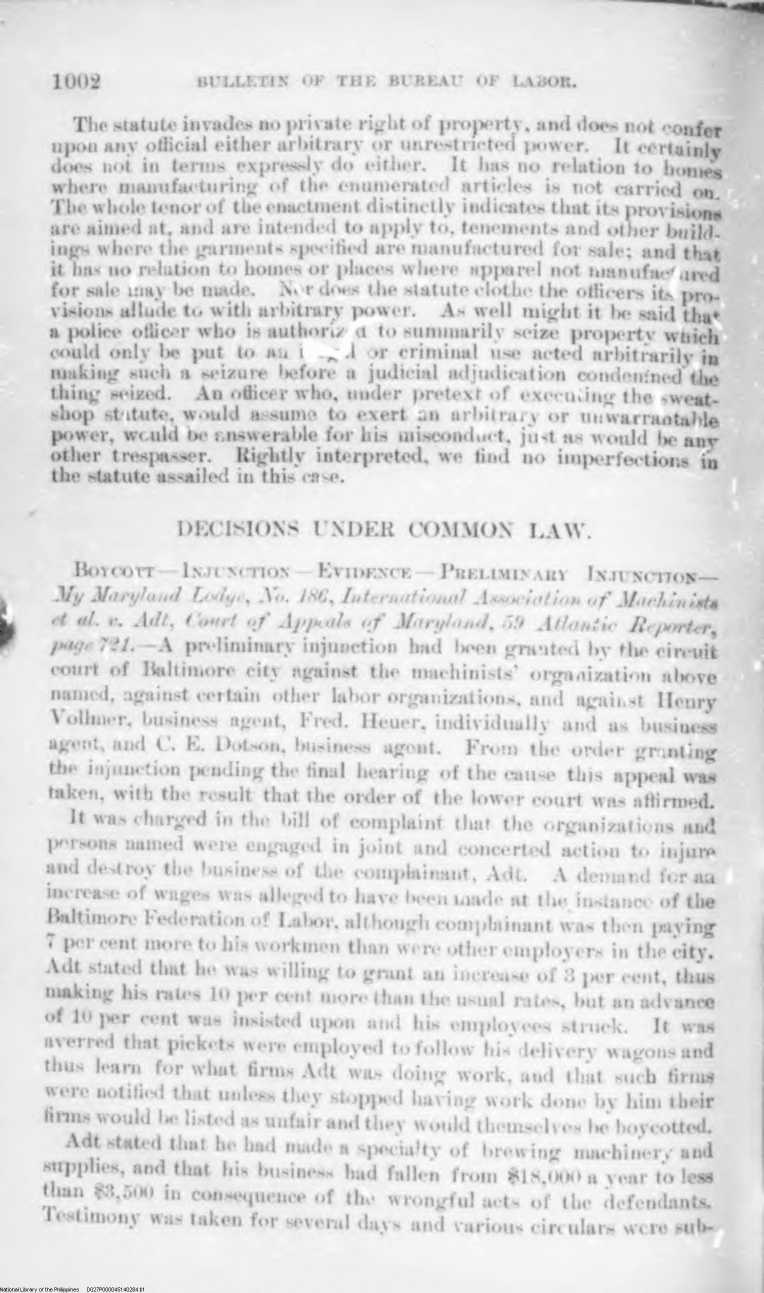 1002 BULLETIN OF THE BUREAU OF LABOR.
The statute invades no private right of property, and does not confer
upon any official either arbitrary or unrestricted power. It certainly
does not in terms expressly do either. It has no relation to homes
where manufacturing of the enumerated articles is not carried on.
The whole tenor of the enactment distinctly indicates that its provisions
are aimed at, and are intended to apply to, tenements and other build-
ings where the garments specified are manufactured for sale; and that
it has no relation to homes or places where apparel not manufactured
for sale may be made. Nor does the statute clothe the officers its pro-
visions allude to with arbitrary power. As well might it be said that
a police officer who is authorized to summarily seize property which
could only be put to an or criminal use acted arbitrarily in
making such a seizure before a judicial adjudication condemned the
thing seized. An officer who, under pretext of executing the sweat-
shop statute, would assume to exert an arbitrary or unwarrantable
power, would be answerable for his misconduct, just as would be any
other trespasser. Rightly interpreted, we find no imperfections in
the statute assailed in this case.
DECISIONS UNDER COMMON LAW.
BOYCOTT—INJUNCTION—EVIDENCE—PRELIMINARY INJUNCTION—
My Maryland Lodge, No. 186, International Association of Machinists
et al. v. Adt, Court of Appeals of Maryland, 59 Atlantic Reporter,
page 721.—A preliminary injunction had been granted by the circuit
court of Baltimore city against the machinists' organization above
named, against certain other labor organizations, and against Henry
Vollmer, business agent, Fred. Heuer, individually and as business
agent, and C. E. Dotson, business agent. From the order granting
the injunction pending the final hearing of the cause this appeal was
taken, with the result that the order of the lower court was affirmed.
It was charged in the bill of complaint that the organizations and
persons named were engaged in joint and concerted action to injure
and destroy the business of the complainant, Adt. A demand for an
increase of wages was alleged to have been made at the instance of the
Baltimore Federation of Labor, although complainant was then paying
7 per cent more to his workmen than were other employers in the city.
Adt stated that he was willing to grant an increase of 3 per cent, thus
making his rates 10 per cent more than the usual rates, but an advance
of 10 per cent was insisted upon and his employees struck. It was
averred that pickets were employed to follow his delivery wagons and
thus learn for what firms Adt was doing work, and that such firms
were notified that unless they stopped having work done by him their
firms would be listed as unfair and they would themselves be boycotted.
Adt stated that he had made a specialty of brewing machinery and
supplies, and that his business had fallen from $18,000 a year to less
than $3,500 in consequence of the wrongful acts of the defendants.
Testimony was taken for several days and various circulars were sub-
National Library of the Philippines D027P00004514028401